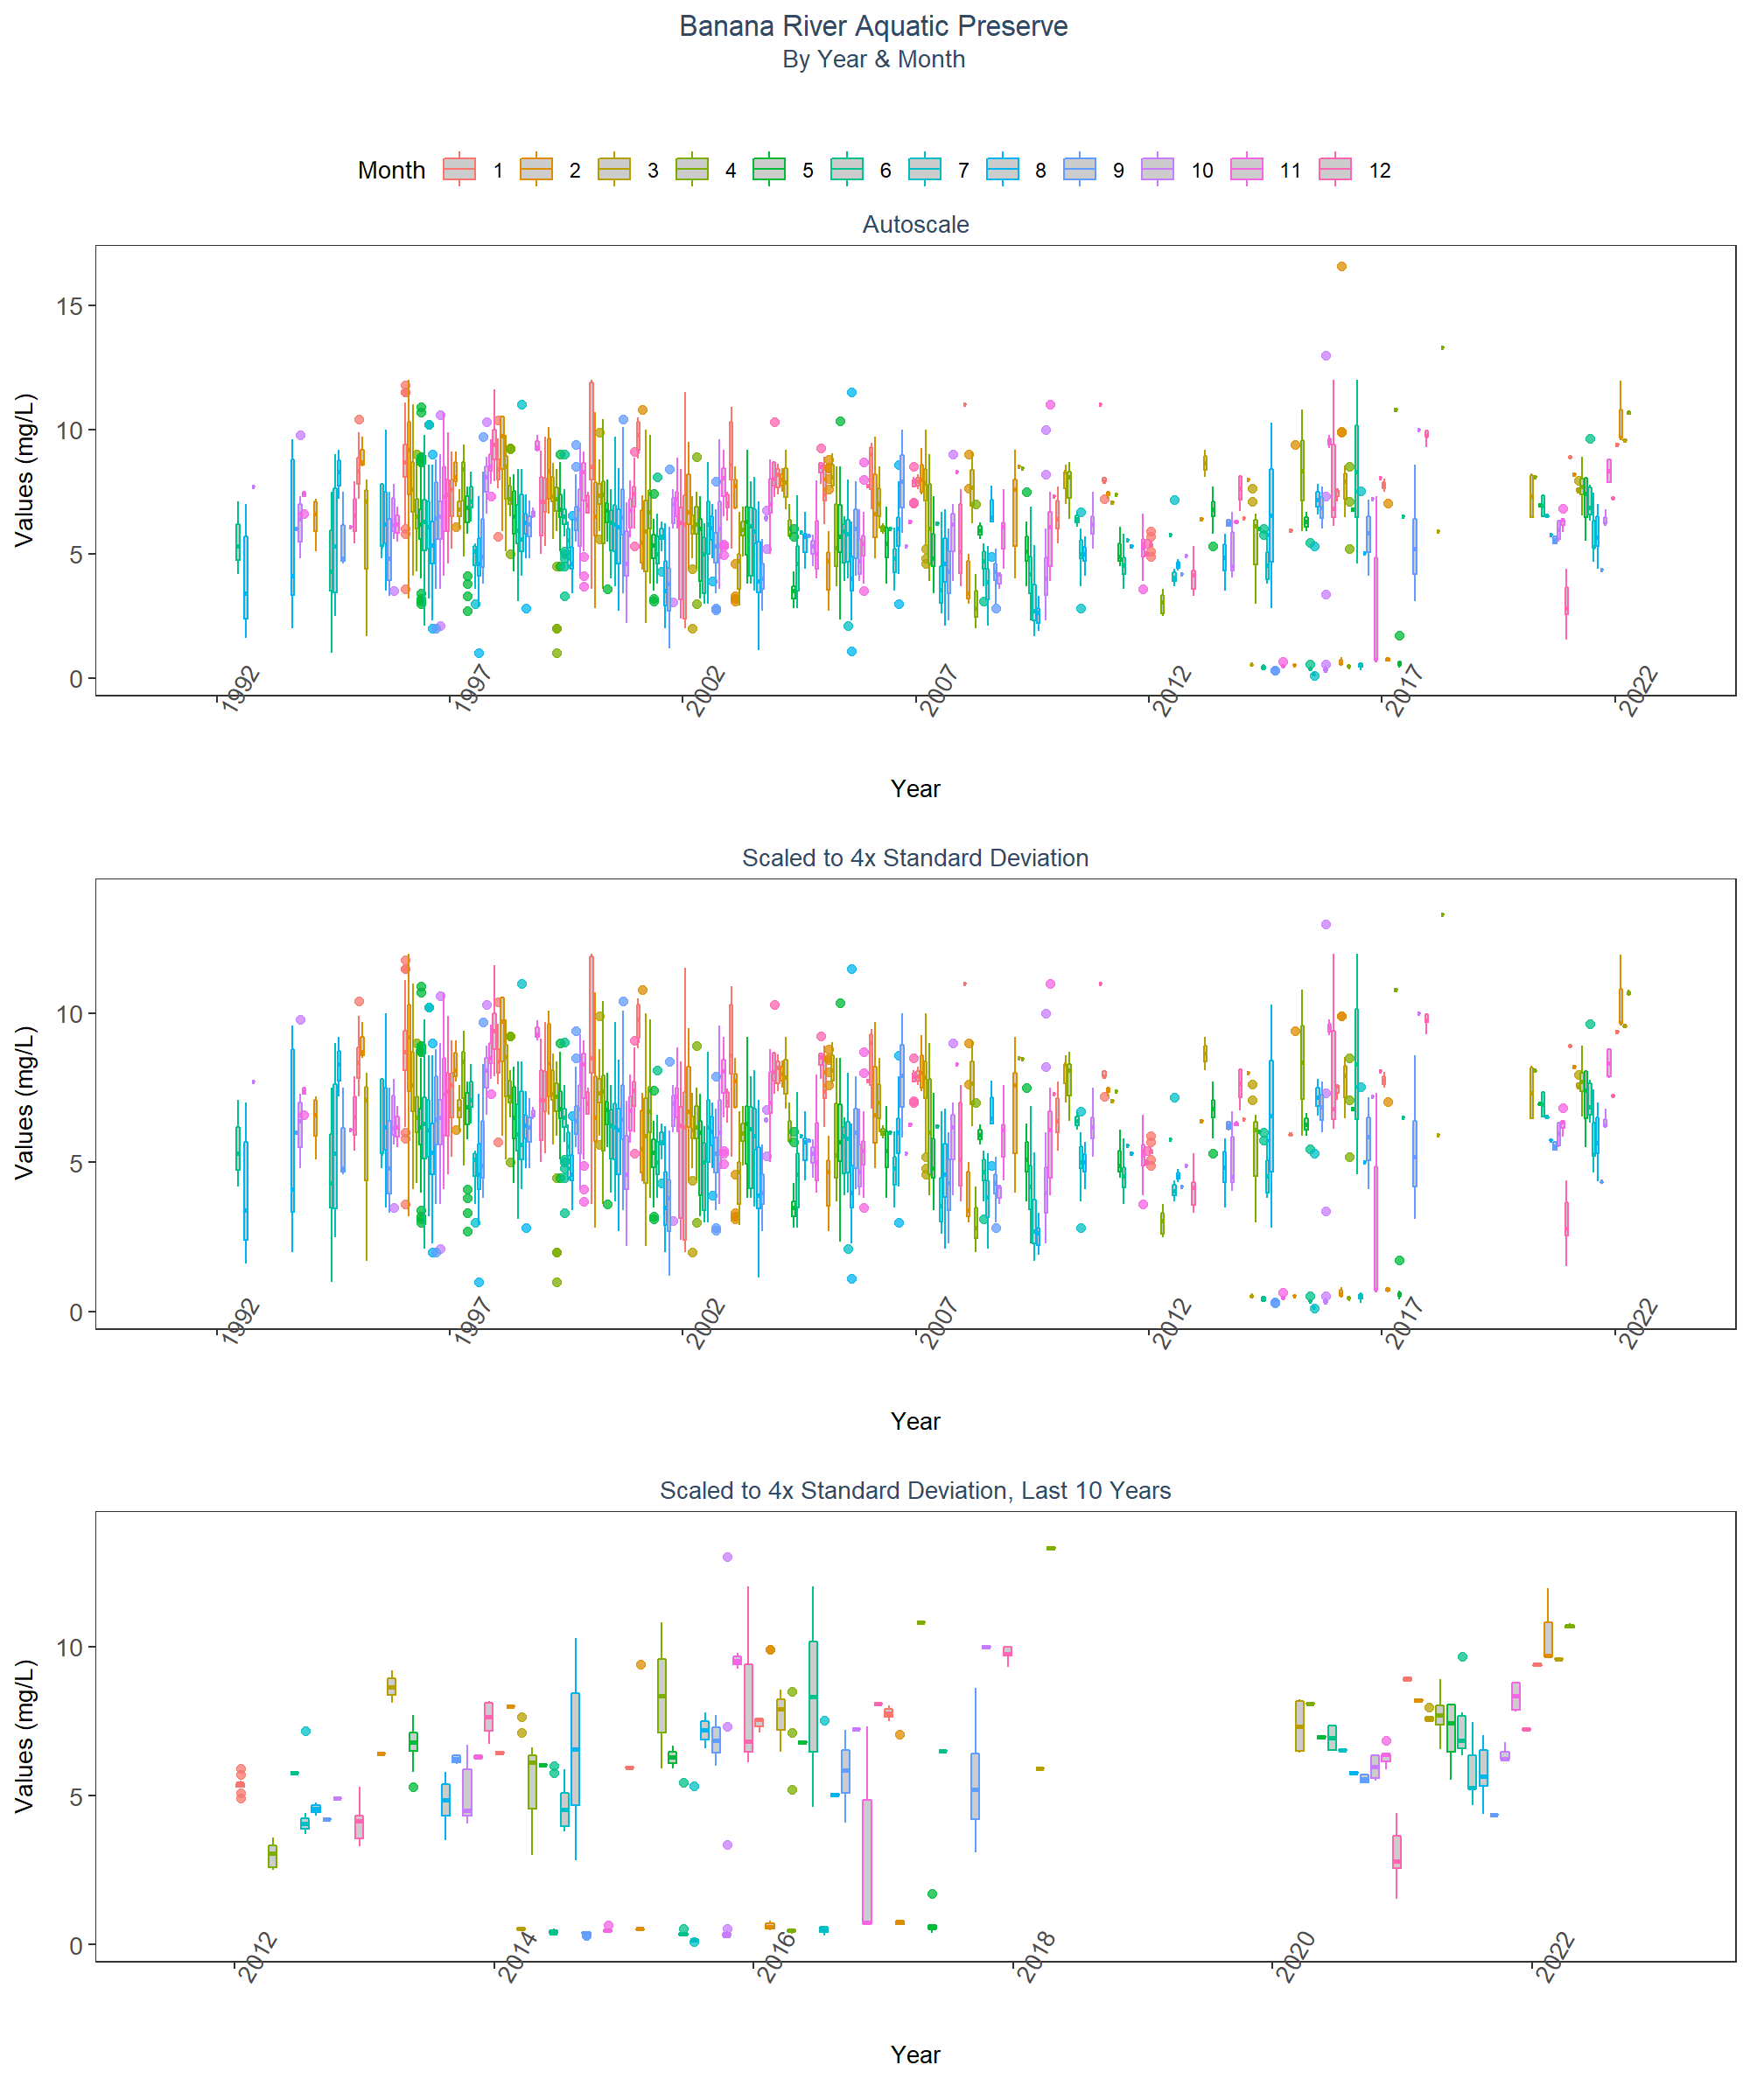 Banana River Aquatic Preserve
By Year & Month
Month 1 2 3 4 5 6 7 8 9 10 11 12
Autoscale
Values (mg/L)
15
10
5
0
1992 1997 2002 2007 2012 2017 2022
Year
Scaled to 4x Standard Deviation
Values (mg/L)
10
5
0
1992 1997 2002 2007 2012 2017 2022
Year
Scaled to 4x Standard Deviation, Last 10 Years
Values (mg/L)
10
5
0
2012 2014 2016 2018 2020 2022
Year